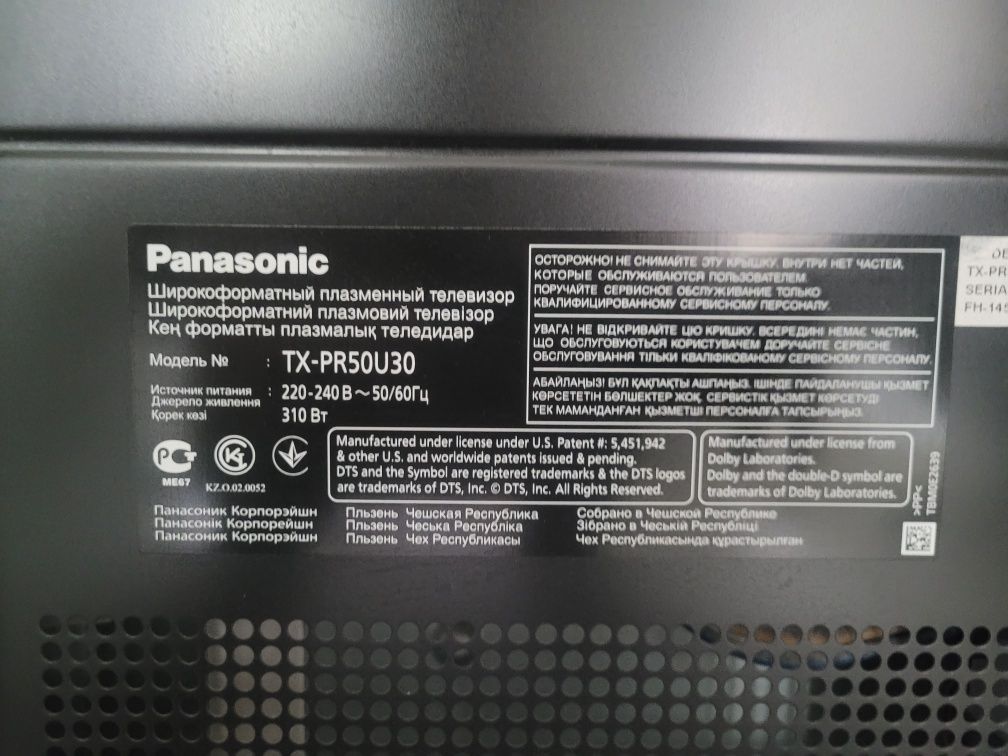 Panasonic
Широкоформатный плазменный телевизор
Широкоформатний плазмовий телевізор
Кең форматты плазмалық теледидар
Модель № : TX-PR50U30
Источник питания
Джерело живлення
Қорек көзі
: 220-240 В ~ 50/60Гц
310 Вт
ОСТОРОЖНО! НЕ СНИМАЙТЕ ЭТУ КРЫШКУ. ВНУТРИ НЕТ ЧАСТЕЙ,
КОТОРЫЕ ОБСЛУЖИВАЮТСЯ ПОЛЬЗОВАТЕЛЕМ.
ПОРУЧАЙТЕ СЕРВИСНОЕ ОБСЛУЖИВАНИЕ ТОЛЬКО
КВАЛИФИЦИРОВАННОМУ СЕРВИСНОМУ ПЕРСОНАЛУ.
УВАГА! НЕ ВІДКРИВАЙТЕ ЦЮ КРИШКУ. ВСЕРЕДИНІ НЕМАЄ ЧАСТИН,
ЩО ОБСЛУГОВУЮТЬСЯ КОРИСТУВАЧЕМ ДОРУЧАЙТЕ СЕРВІСНЕ
ОБСЛУГОВУВАННЯ ТІЛЬКИ КВАЛІФІКОВАНОМУ СЕРВІСНОМУ ПЕРСОНАЛУ.
АБАЙЛАҢЫЗ! БҰЛ ҚАҚПАҚТЫ АШПАҢЫЗ. ІШІНДЕ ПАЙДАЛАНУШЫ ҚЫЗМЕТ
КӨРСЕТЕТІН БӨЛШЕКТЕР ЖОҚ. СЕРВИСТІК ҚЫЗМЕТ КӨРСЕТУДІ
ТЕК МАМАНДАНҒАН ҚЫЗМЕТШІ ПЕРСОНАЛҒА ТАПСЫРЫҢЫЗ.
TX-PR
SERIA
FH-145
ME67
KZ.O.02.0052
Manufactured under license under U.S. Patent #: 5,451,942
& other U.S. and worldwide patents issued & pending.
DTS and the Symbol are registered trademarks & the DTS logos
are trademarks of DTS, Inc. © DTS, Inc. All Rights Reserved.
Manufactured under license from
Dolby Laboratories.
Dolby and the double-D symbol are
trademarks of Dolby Laboratories.
>PP<
TBM0E2639
Панасоник Корпорэйшн Пльзень Чешская Республика Собрано в Чешской Республике
Панасонік Корпорейшн Пльзень Чеська Республіка Зібрано в Чеській Республіці
Панасоник Корпорэйшн Пльзень Чех Республикасы Чех Республикасында құрастырылған